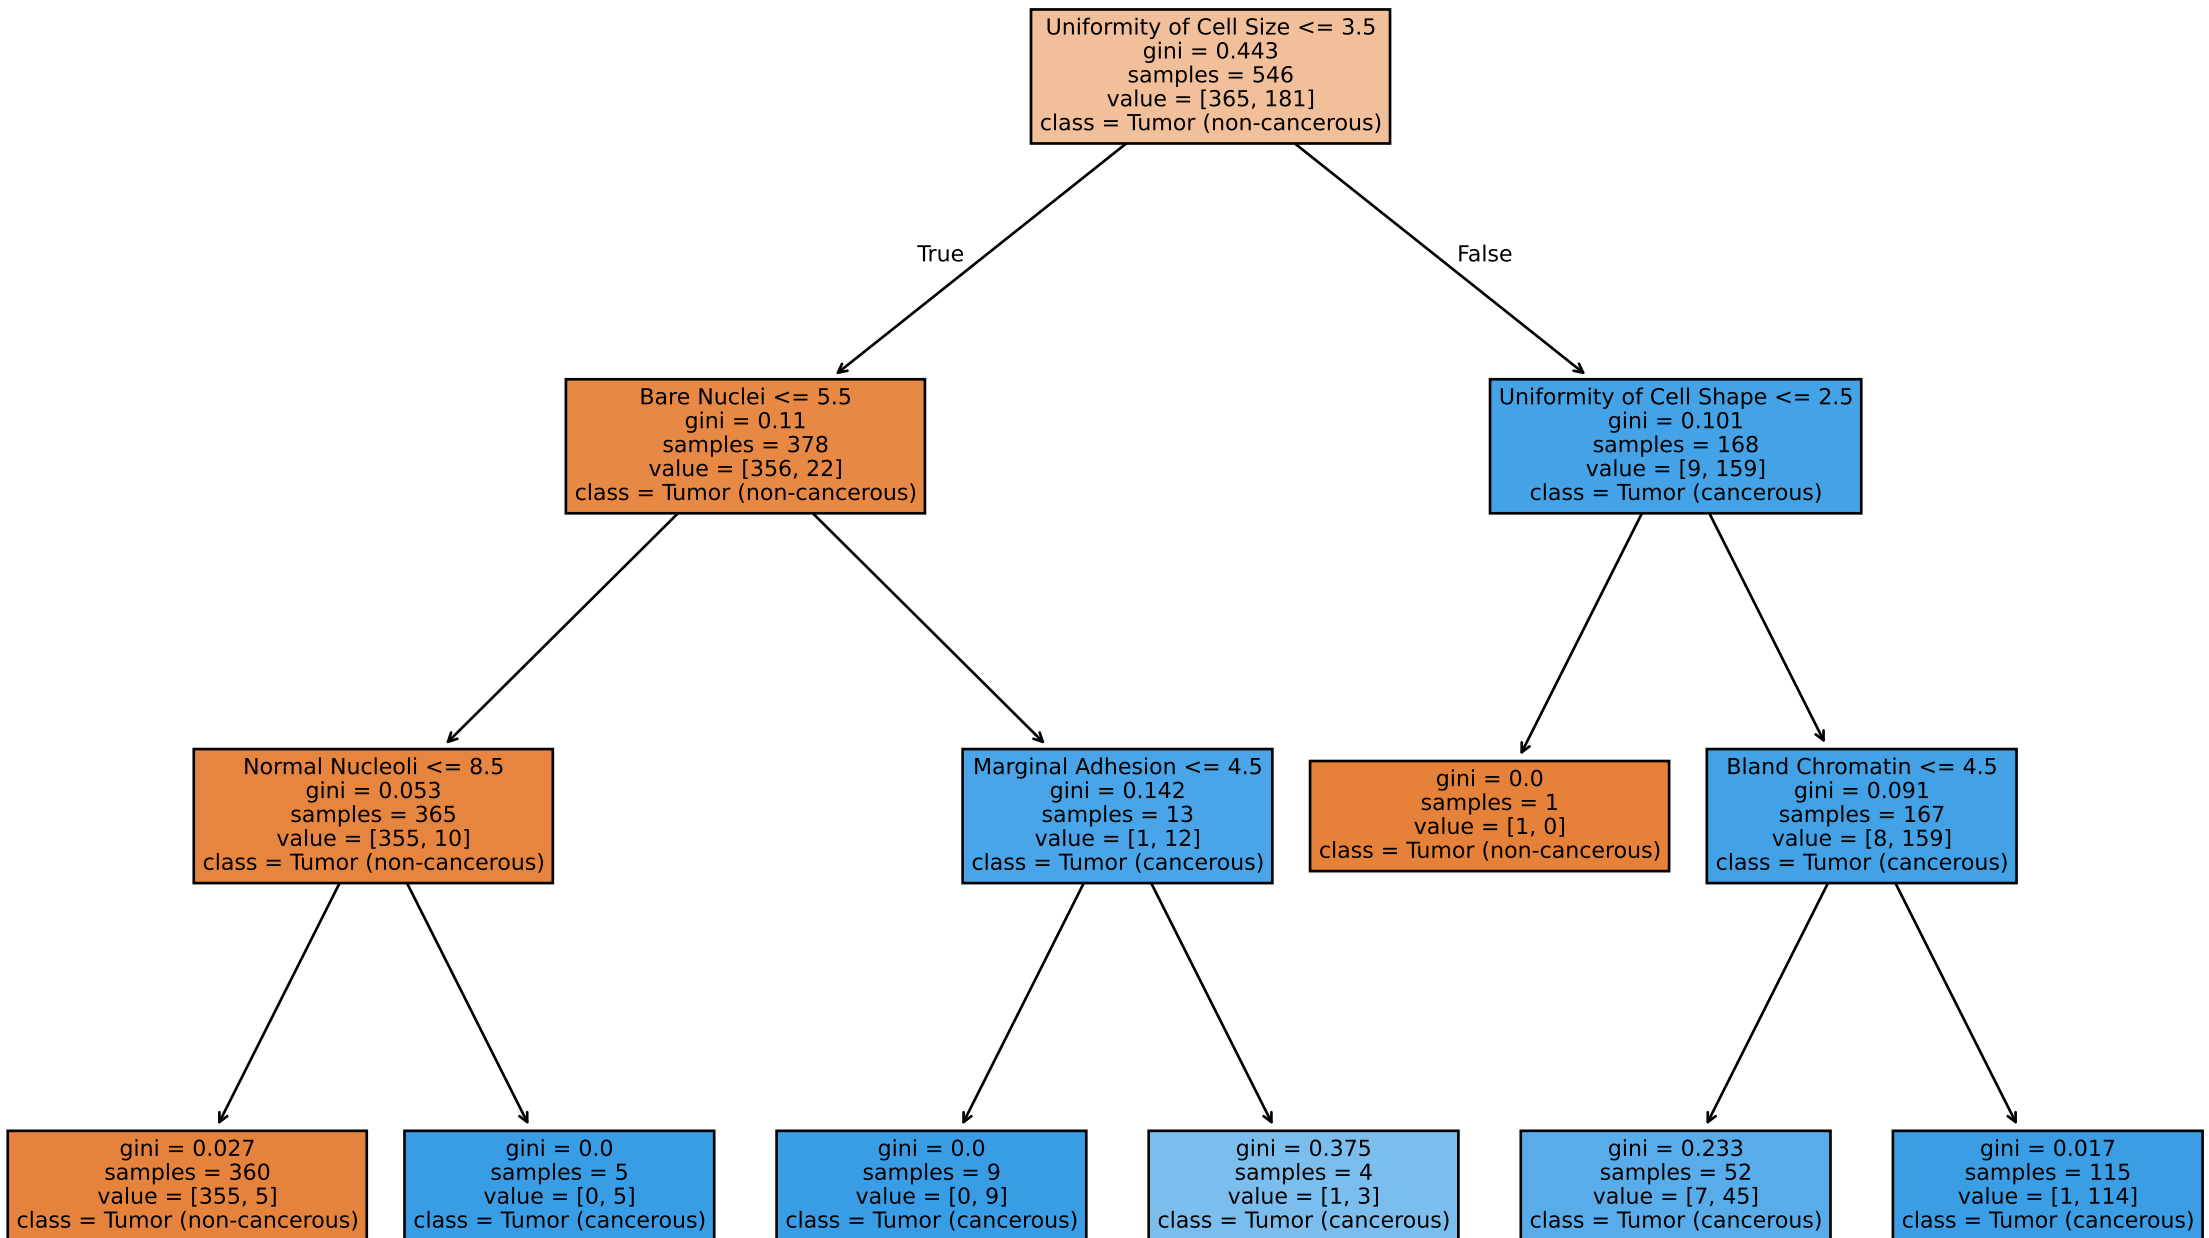 Uniformity of Cell Size <= 3.5
gini = 0.443
samples = 546
value = [365, 181]
class = Tumor (non-cancerous)
True
False
Bare Nuclei <= 5.5
gini = 0.11
samples = 378
value = [356, 22]
class = Tumor (non-cancerous)
Uniformity of Cell Shape <= 2.5
gini = 0.101
samples = 168
value = [9, 159]
class = Tumor (cancerous)
Normal Nucleoli <= 8.5
gini = 0.053
samples = 365
value = [355, 10]
class = Tumor (non-cancerous)
Marginal Adhesion <= 4.5
gini = 0.142
samples = 13
value = [1, 12]
class = Tumor (cancerous)
gini = 0.0
samples = 1
value = [1, 0]
class = Tumor (non-cancerous)
Bland Chromatin <= 4.5
gini = 0.091
samples = 167
value = [8, 159]
class = Tumor (cancerous)
gini = 0.027
samples = 360
value = [355, 5]
class = Tumor (non-cancerous)
gini = 0.0
samples = 5
value = [0, 5]
class = Tumor (cancerous)
gini = 0.0
samples = 9
value = [0, 9]
class = Tumor (cancerous)
gini = 0.375
samples = 4
value = [1, 3]
class = Tumor (cancerous)
gini = 0.233
samples = 52
value = [7, 45]
class = Tumor (cancerous)
gini = 0.017
samples = 115
value = [1, 114]
class = Tumor (cancerous)